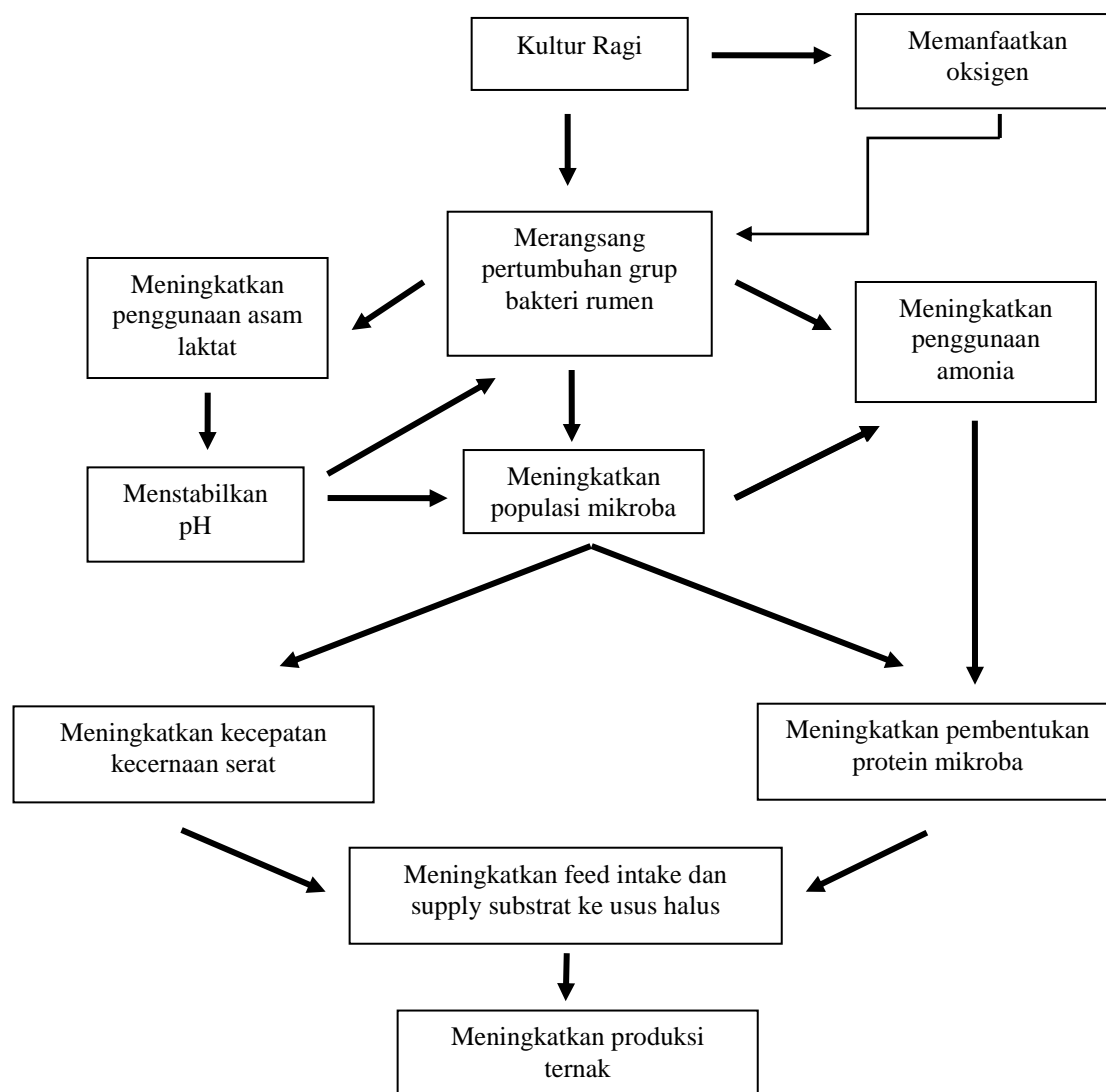 Kultur Ragi
Memanfaatkan
oksigen
Merangsang
pertumbuhan grup
bakteri rumen
Meningkatkan
penggunaan asam
laktat
Meningkatkan
penggunaan
amonia
Menstabilkan
pH
Meningkatkan
populasi mikroba
Meningkatkan kecepatan
kecernaan serat
Meningkatkan pembentukan
protein mikroba
Meningkatkan feed intake dan
supply substrat ke usus halus
Meningkatkan produksi
ternak